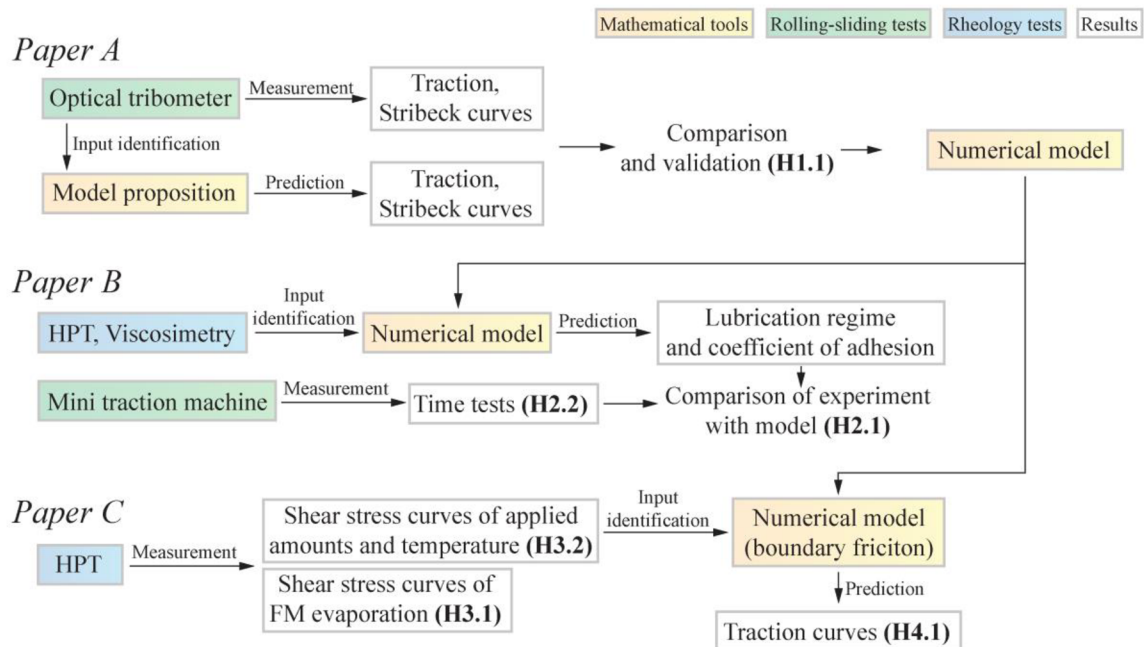 Mathematical tools
Rolling-sliding tests
Rheology tests
Results
Paper A
Optical tribometer
Measurement
Traction,
Stribeck curves
Input identification
Comparison
and validation (H1.1)
Numerical model
Model proposition
Prediction
Traction,
Stribeck curves
Paper B
HPT, Viscosimetry
Input
identification
Numerical model
Prediction
Lubrication regime
and coefficient of adhesion
Mini traction machine
Measurement
Time tests (H2.2)
Comparison of experiment
with model (H2.1)
Paper C
HPT
Measurement
Shear stress curves of applied
amounts and temperature (H3.2)
Shear stress curves of
FM evaporation (H3.1)
Input
identification
Numerical model
(boundary friciton)
Prediction
Traction curves (H4.1)